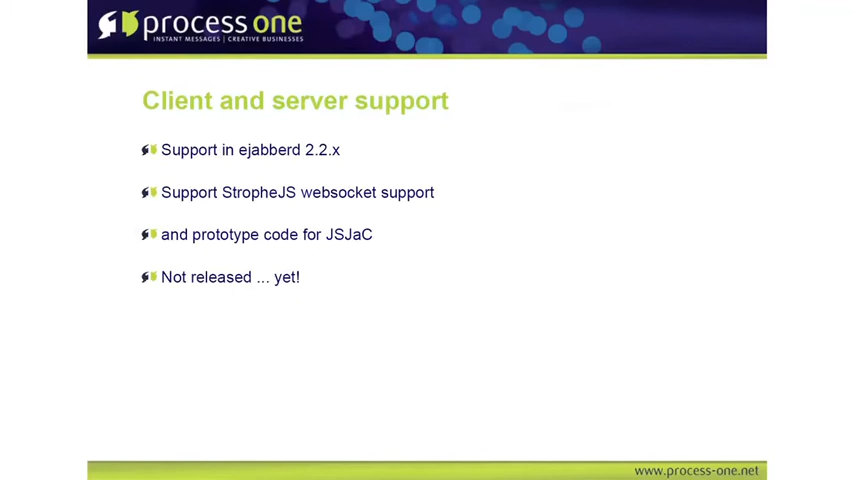 process one
INSTANT MESSAGES | CREATIVE BUSINESSES
Client and server support
Support in ejabberd 2.2.x
Support StropheJS websocket support
and prototype code for JSJaC
Not released ... yet!
www.process-one.net